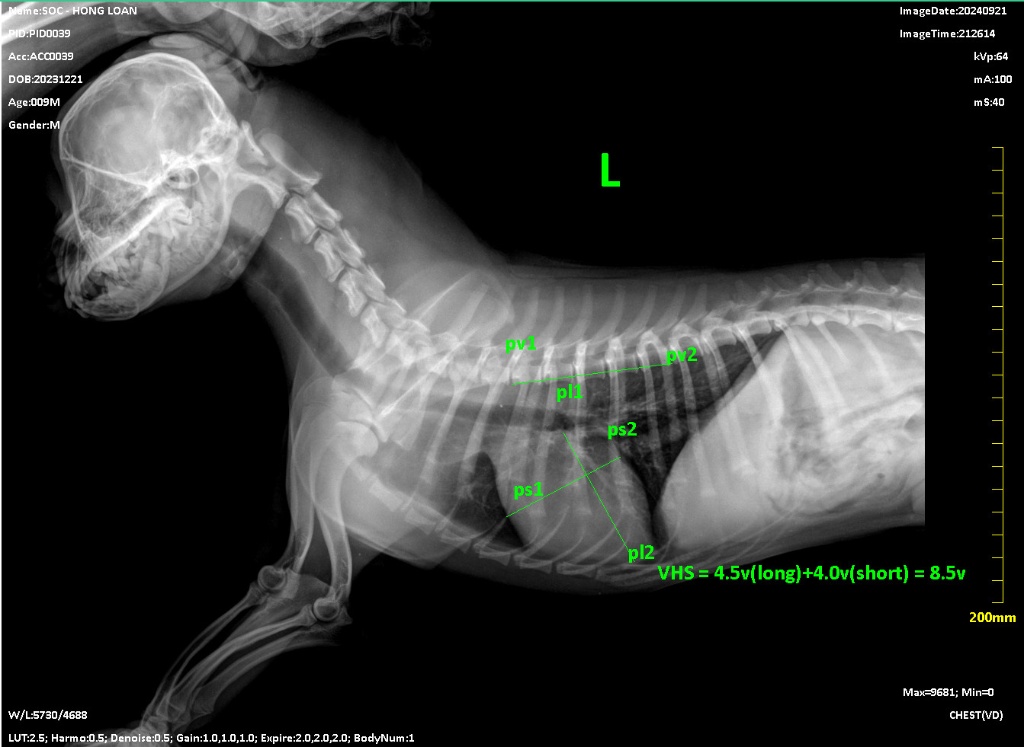 Name:SOC - HONG LOAN
PID:PID0039
Acc:ACC0039
DOB:20231221
Age:009M
Gender:M
ImageDate:20240921
ImageTime:212614
kVp:64
mA:100
mS:40
L
pv1
pv2
pl1
ps2
ps1
pl2
VHS = 4.5v(long)+4.0v(short) = 8.5v
200mm
Max=9681; Min=0
CHEST(VD)
W/L:5730/4688
LUT:2.5; Harmo:0.5; Denoise:0.5; Gain:1.0,1.0,1.0; Expire:2.0,2.0,2.0; BodyNum:1